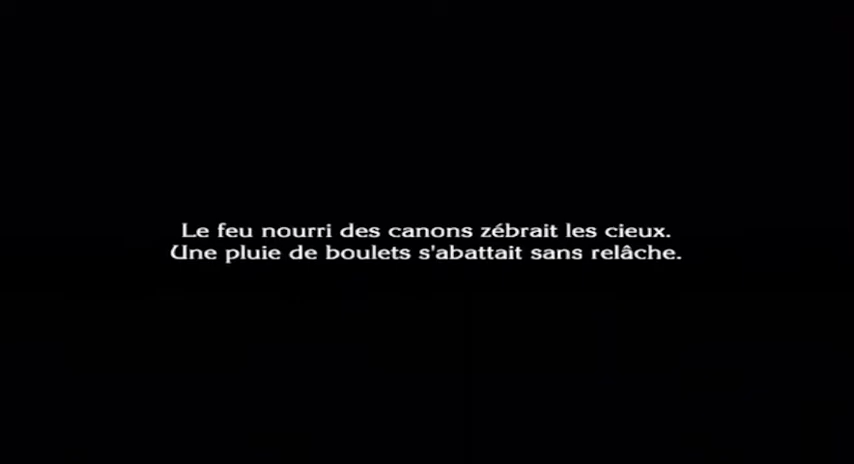 Le feu nourri des canons zébrait les cieux.
Une pluie de boulets s'abattait sans relâche.